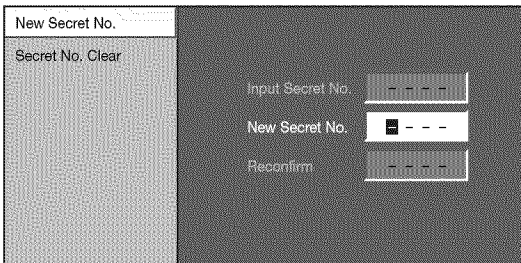 New Secret No.
Secret No. Clear
Input Secret No. - - - -
New Secret No. - - - -
Reconfirm - - - -